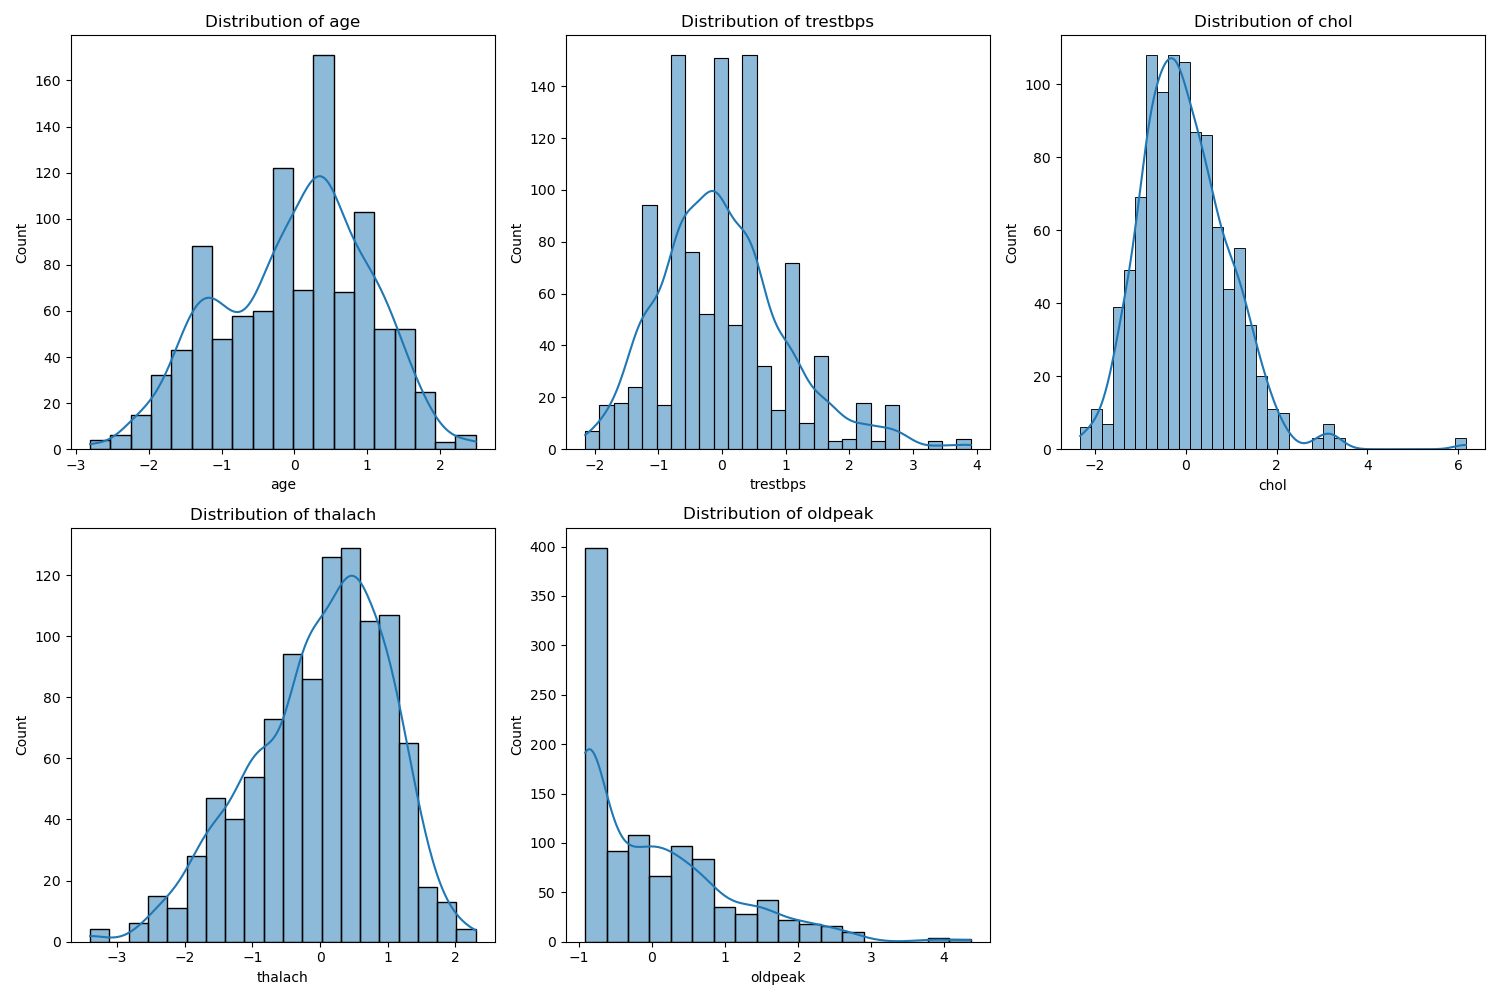 Distribution of age
Count
160
140
120
100
80
60
40
20
0
−3 −2 −1 0 1 2
age
Distribution of trestbps
Count
140
120
100
80
60
40
20
0
−2 −1 0 1 2 3 4
trestbps
Distribution of chol
Count
100
80
60
40
20
0
−2 0 2 4 6
chol
Distribution of thalach
Count
120
100
80
60
40
20
0
−3 −2 −1 0 1 2
thalach
Distribution of oldpeak
Count
400
350
300
250
200
150
100
50
0
−1 0 1 2 3 4
oldpeak